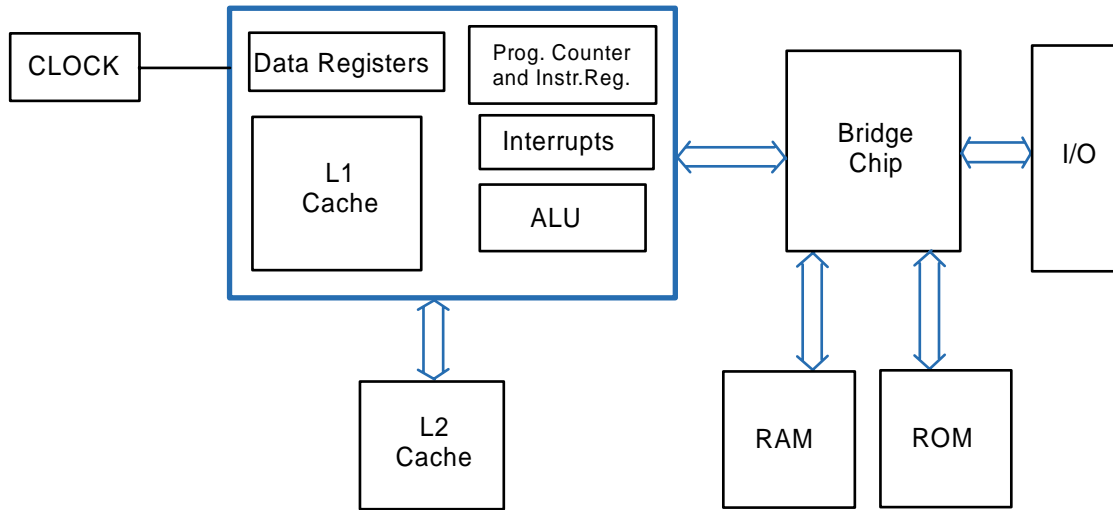 CLOCK
Data Registers
Prog. Counter
and Instr.Reg.
L1
Cache
Interrupts
ALU
Bridge
Chip
I/O
L2
Cache
RAM
ROM